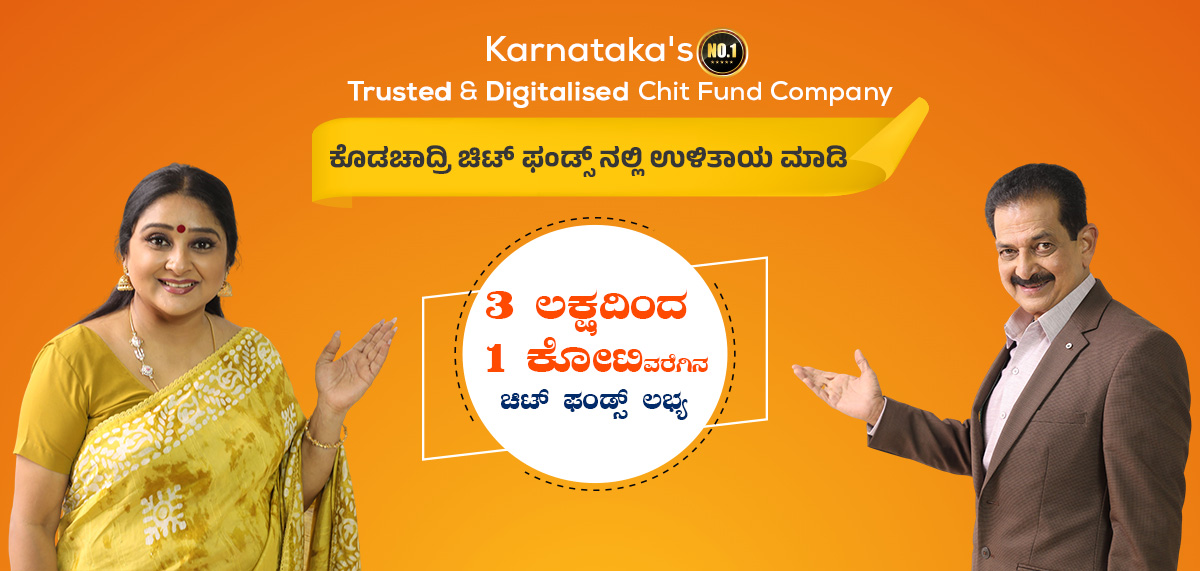 Karnataka's NO.1
Trusted & Digitalised Chit Fund Company
ಕೊಡಚಾದ್ರಿ ಚಿಟ್ ಫಂಡ್ಸ್ ನಲ್ಲಿ ಉಳಿತಾಯ ಮಾಡಿ
3 ಲಕ್ಷದಿಂದ
1 ಕೋಟಿವರೆಗಿನ
ಚಿಟ್ ಫಂಡ್ಸ್ ಲಭ್ಯ